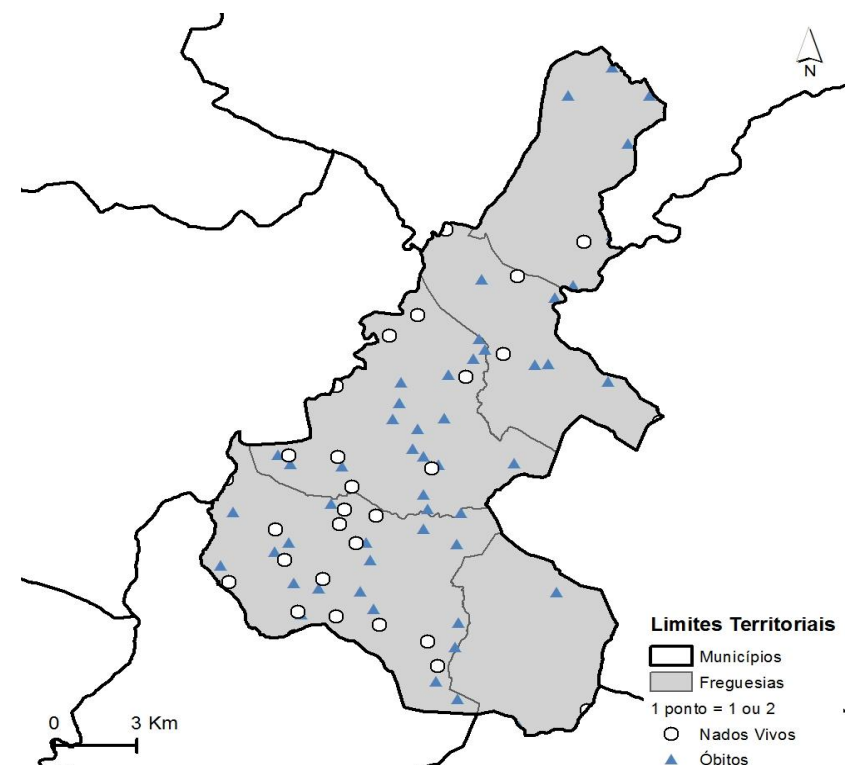 N
0 3 Km
Limites Territoriais
Municípios
Freguesias
1 ponto = 1 ou 2
Nados Vivos
Óbitos